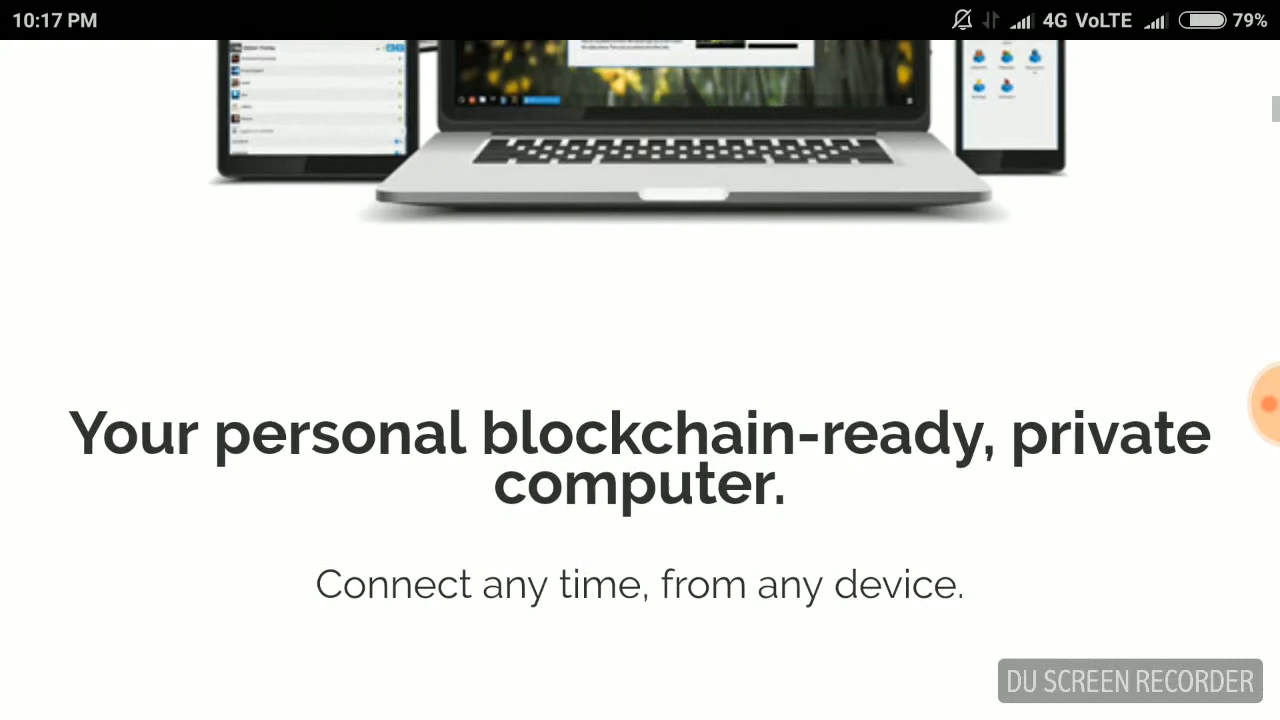 10:17 PM 4G VoLTE 79%
Your personal blockchain-ready, private
computer.
Connect any time, from any device.
DU SCREEN RECORDER